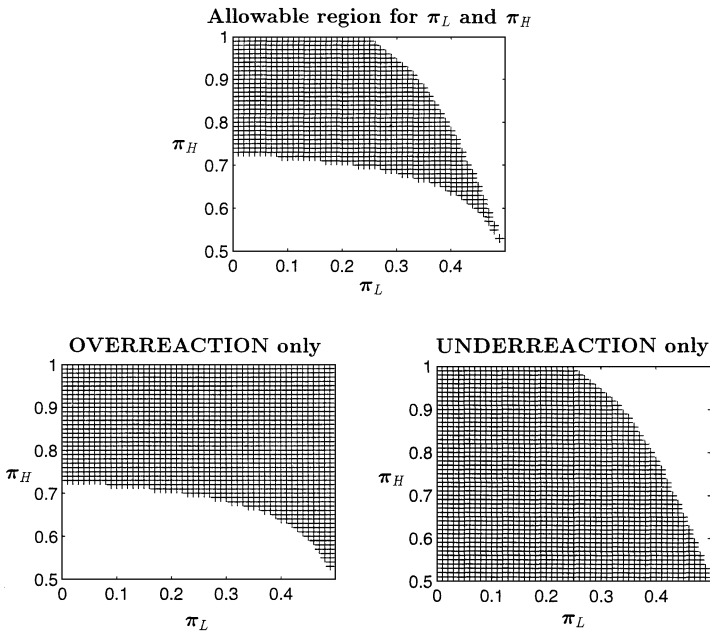 Allowable region for π_L and π_H
1
0.9
0.8
π_H
0.7
0.6
0.5
0 0.1 0.2 0.3 0.4
π_L
OVERREACTION only
1
0.9
0.8
π_H
0.7
0.6
0.5
0 0.1 0.2 0.3 0.4
π_L
UNDERREACTION only
1
0.9
0.8
π_H
0.7
0.6
0.5
0 0.1 0.2 0.3 0.4
π_L